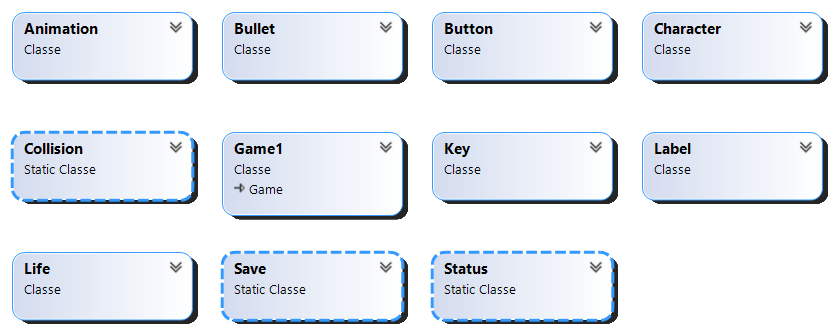 Animation
Classe
Bullet
Classe
Button
Classe
Character
Classe
Collision
Static Classe
Game1
Classe
Game
Key
Classe
Label
Classe
Life
Classe
Save
Static Classe
Status
Static Classe